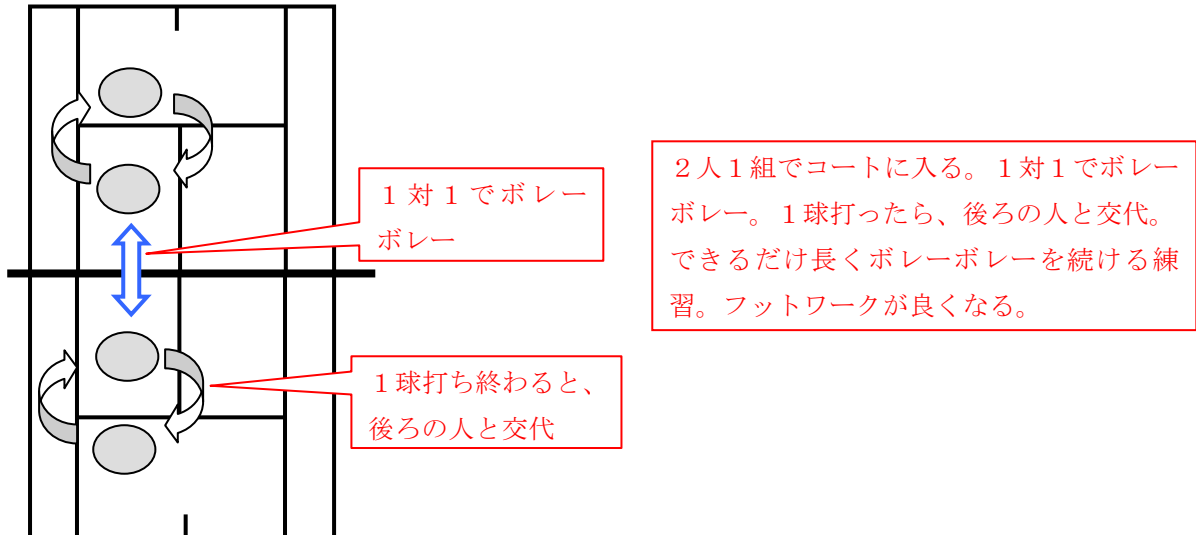 １対１でボレー
ボレー
１球打ち終わると、
後ろの人と交代
２人１組でコートに入る。１対１でボレー
ボレー。１球打ったら、後ろの人と交代。
できるだけ長くボレーボレーを続ける練
習。フットワークが良くなる。